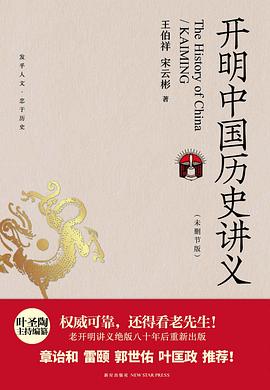 开明中国历史讲义
(未删节版)
The History of China
/ KAIMING
王伯祥 宋云彬 著
发乎人文·忠于历史
叶圣陶
主持编纂
权威可靠，还得看老先生！
老开明讲义绝版八十年后重新出版
章诒和 雷颐 郭世佑 叶匡政 推荐！
新星出版社 NEW STAR PRESS